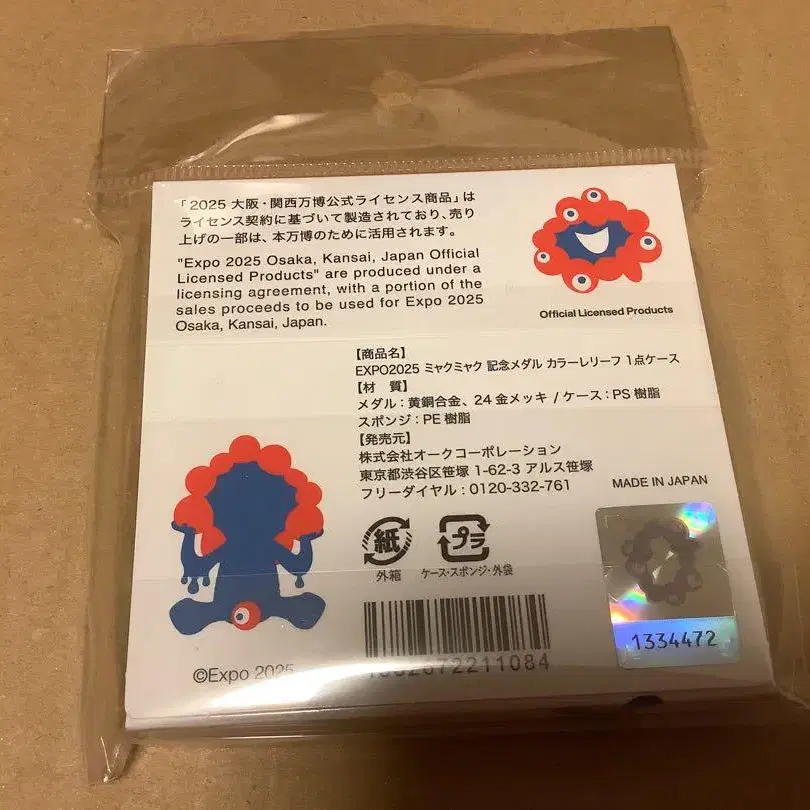 「2025 大阪・関西万博公式ライセンス商品」は
ライセンス契約に基づいて製造されており、売り
上げの一部は、本万博のために活用されます。
"Expo 2025 Osaka, Kansai, Japan Official
Licensed Products" are produced under a
licensing agreement, with a portion of the
sales proceeds to be used for Expo 2025
Osaka, Kansai, Japan.
Official Licensed Products
【商品名】
EXPO2025 ミャクミャク 記念メダル カラーレリーフ 1点ケース
【材　質】
メダル：黄銅合金、24金メッキ / ケース：PS樹脂
スポンジ：PE樹脂
【発売元】
株式会社オークコーポレーション
東京都渋谷区笹塚 1-62-3 アルス笹塚
フリーダイヤル：0120-332-761
MADE IN JAPAN
紙
外箱
プラ
ケース・スポンジ・外袋
1334472
©Expo 2025